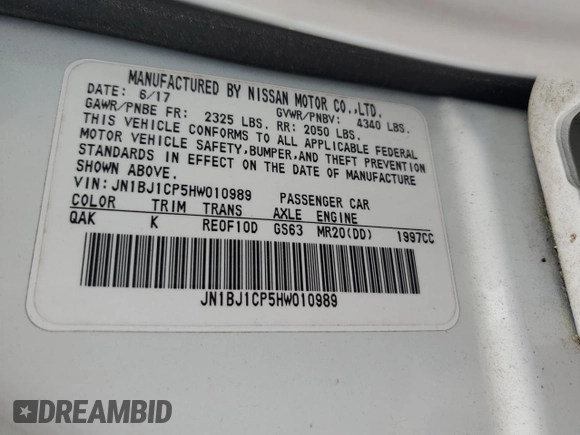 MANUFACTURED BY NISSAN MOTOR CO.,LTD.
DATE: 6/17 GVWR/PNBV: 4340 LBS.
GAWR/PNBE FR: 2325 LBS. RR: 2050 LBS.
THIS VEHICLE CONFORMS TO ALL APPLICABLE FEDERAL
MOTOR VEHICLE SAFETY,BUMPER,AND THEFT PREVENTION
STANDARDS IN EFFECT ON THE DATE OF MANUFACTURE
SHOWN ABOVE.
VIN: JN1BJ1CP5HW010989 PASSENGER CAR
COLOR TRIM TRANS AXLE ENGINE
QAK K RE0F10D GS63 MR20(DD) 1997CC
JN1BJ1CP5HW010989
DREAMBID